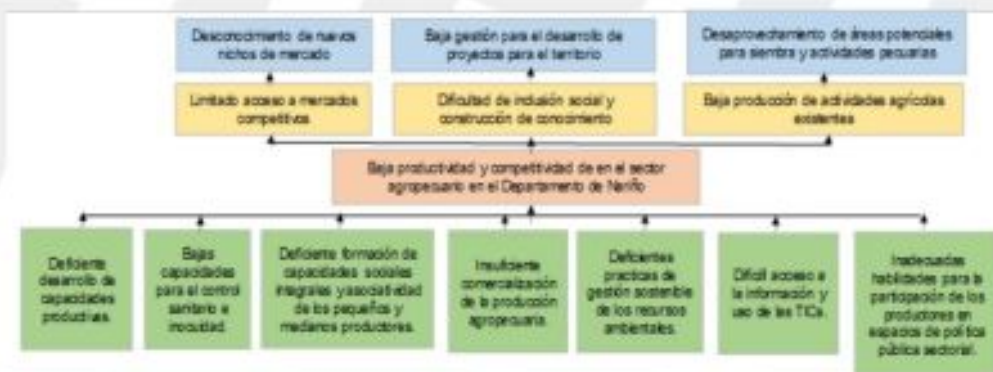 Desconocimiento de nuevos
nichos de mercado
Baja gestión para el desarrollo de
proyectos para el territorio
Desaprovechamiento de áreas potenciales
para siembra y actividades pecuarias
Limitado acceso a mercados
competitivos
Dificultad de inclusión social y
construcción de conocimiento
Baja producción de actividades agrícolas
existentes
Baja productividad y competitividad de en el sector
agropecuario en el Departamento de Nariño
Deficiente
desarrollo de
capacidades
productivas.
Bajas
capacidades
para el control
sanitario e
inocuidad.
Deficiente formación de
capacidades sociales
integrales y asociatividad
de los pequeños y
medianos productores.
Insuficiente
comercialización
de la producción
agropecuaria.
Deficientes
practicas de
gestión sostenible
de los recursos
ambientales.
Difícil acceso a
la información y
uso de las TICs.
Inadecuadas
habilidades para la
participación de los
productores en
espacios de política
pública sectorial.